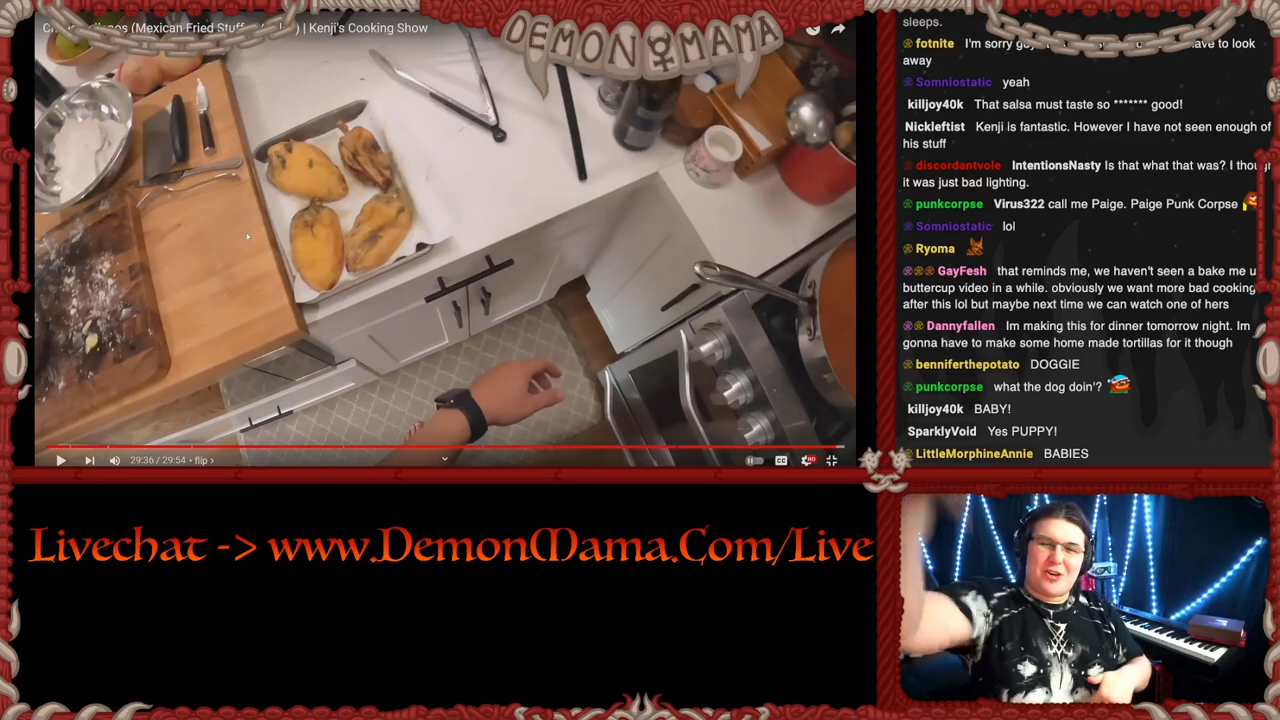 (Mexican Fried Stuff
) | Kenji's Cooking Show
DEMON MAMA
29:36 / 29:54 • flip ›
CC
HD
sleeps.
fotnite I'm sorry
have to look
away
Somniostatic yeah
killjoy40k That salsa must taste so ******* good!
Nickleftist Kenji is fantastic. However I have not seen enough of
his stuff
discordantvole IntentionsNasty Is that what that was? I
it was just bad lighting.
punkcorpse Virus322 call me Paige. Paige Punk Corpse
Somniostatic lol
Ryoma
GayFesh that reminds me, we haven't seen a bake me u
buttercup video in a while. obviously we want more bad cooking
after this lol but maybe next time we can watch one of hers
Dannyfallen Im making this for dinner tomorrow night. Im
gonna have to make some home made tortillas for it though
benniferthepotato DOGGIE
punkcorpse what the dog doin'?
killjoy40k BABY!
SparklyVoid Yes PUPPY!
LittleMorphineAnnie BABIES
Livechat -> www.DemonMama.Com/Live